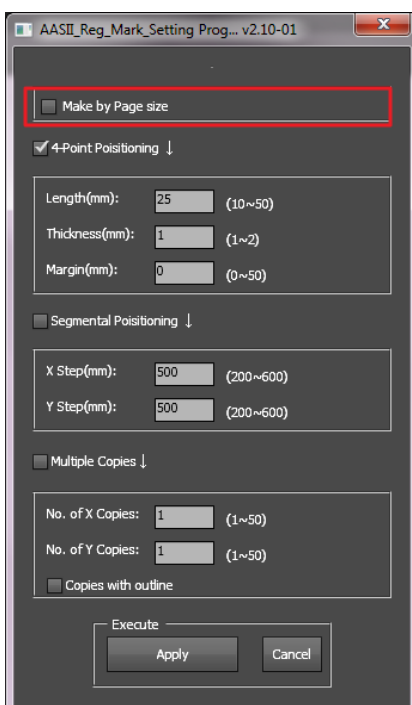 AASII_Reg_Mark_Setting Prog... v2.10-01
Make by Page size
4-Point Poisitioning ↓
Length(mm): 25 (10~50)
Thickness(mm): 1 (1~2)
Margin(mm): 0 (0~50)
Segmental Poisitioning ↓
X Step(mm): 500 (200~600)
Y Step(mm): 500 (200~600)
Multiple Copies ↓
No. of X Copies: 1 (1~50)
No. of Y Copies: 1 (1~50)
Copies with outline
Execute
Apply Cancel